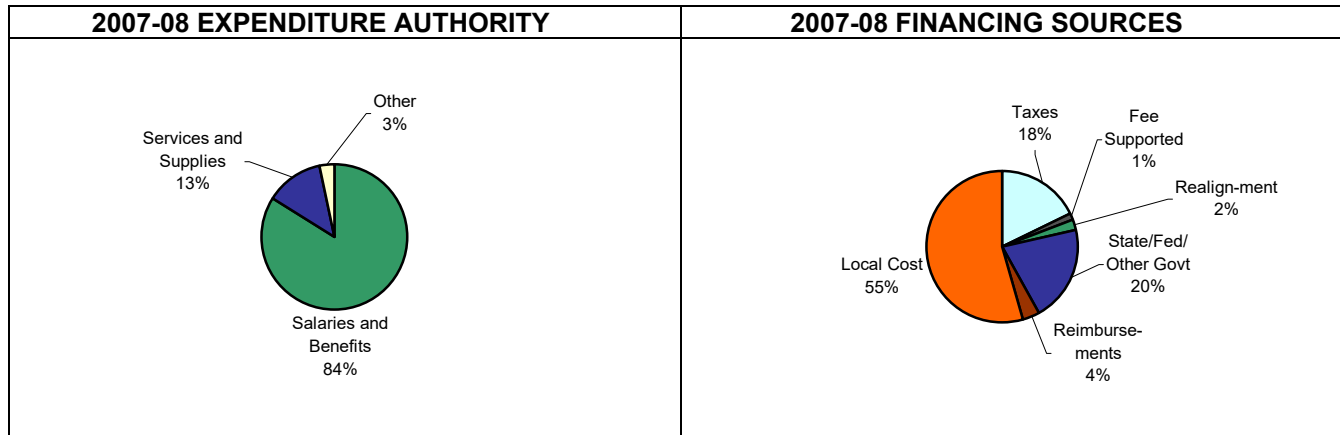 2007-08 EXPENDITURE AUTHORITY
2007-08 FINANCING SOURCES
Other
3%
Services and
Supplies
13%
Salaries and
Benefits
84%
Taxes
18%
Fee
Supported
1%
Realign-ment
2%
State/Fed/
Other Govt
20%
Local Cost
55%
Reimburse-
ments
4%